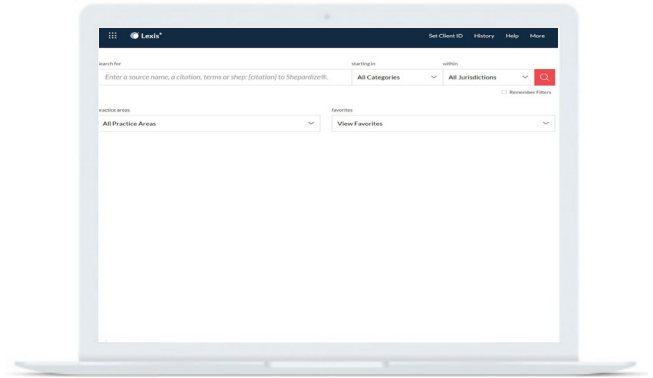 Lexis® Set Client ID History Help More
earch for starting in within
Enter a source name, a citation, terms or shep: [citation] to Shepardize®. All Categories All Jurisdictions
Remember Filters
ractice areas favorites
All Practice Areas View Favorites